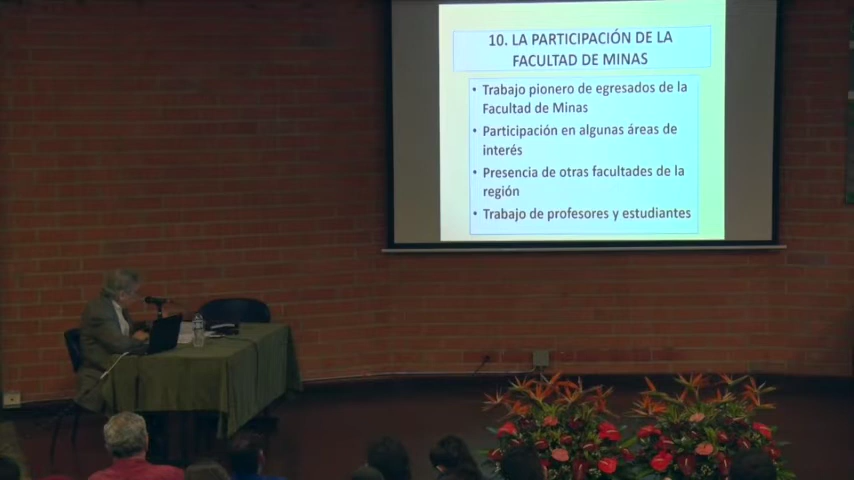 10. LA PARTICIPACIÓN DE LA
FACULTAD DE MINAS
• Trabajo pionero de egresados de la
Facultad de Minas
• Participación en algunas áreas de
interés
• Presencia de otras facultades de la
región
• Trabajo de profesores y estudiantes